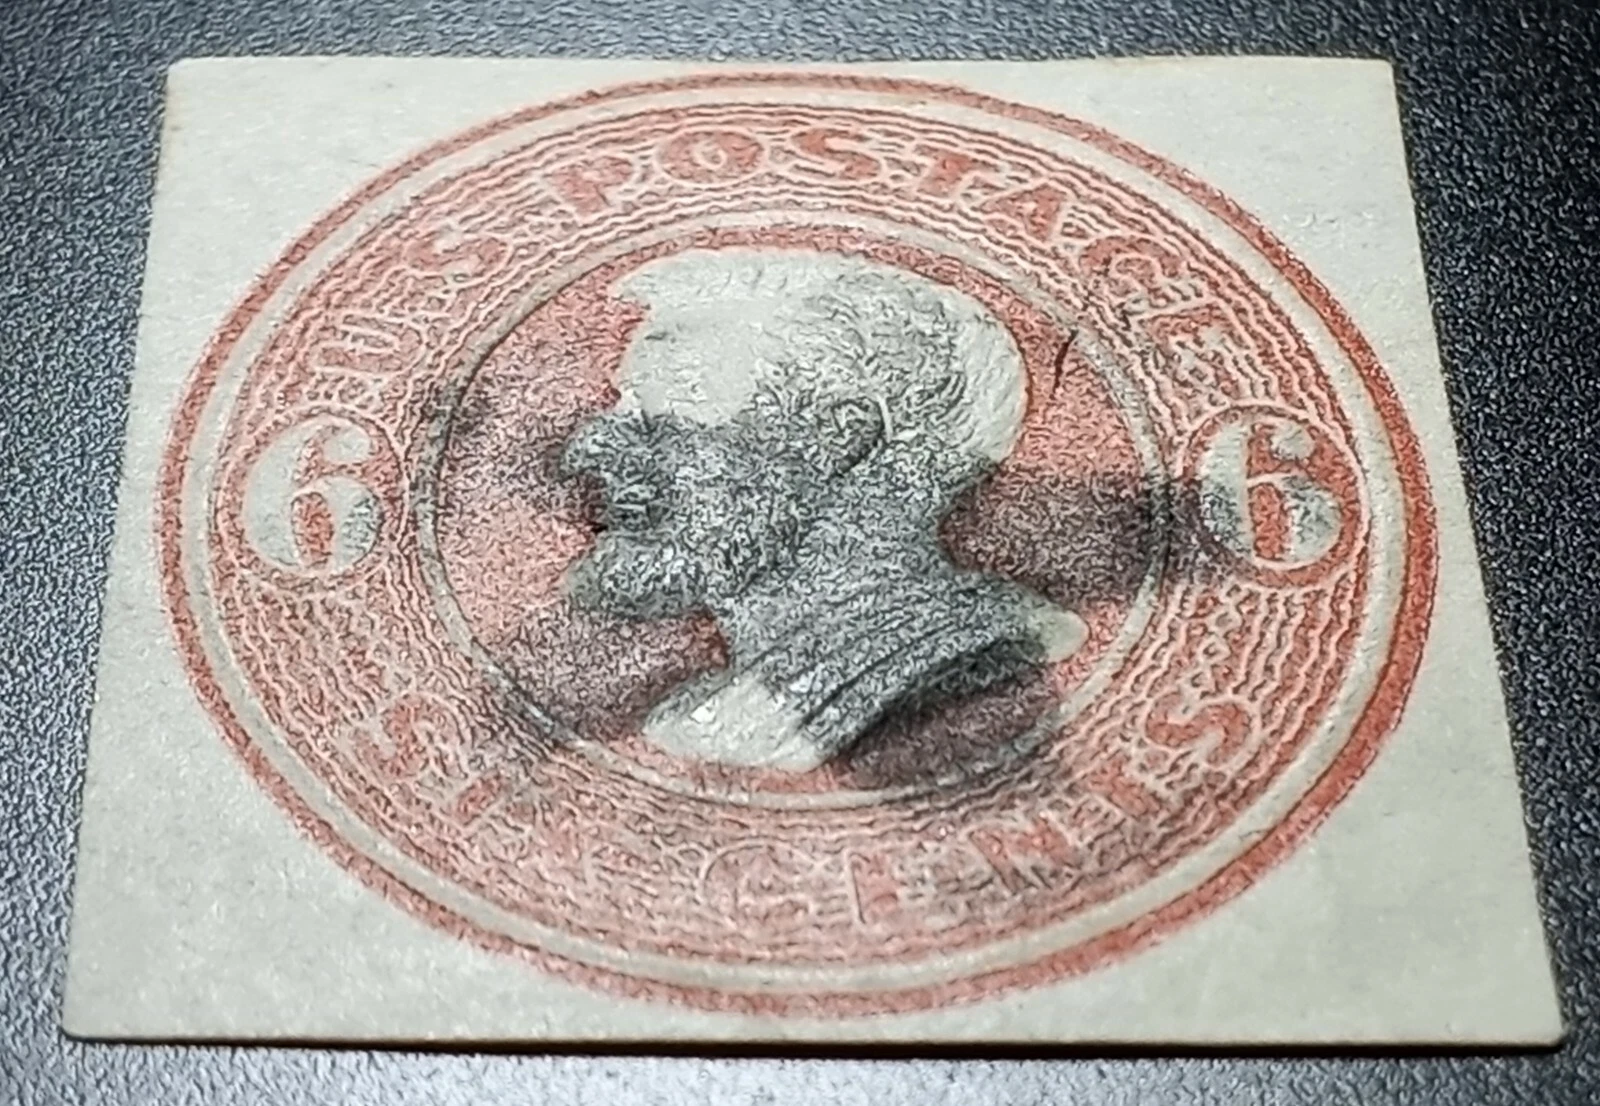 U.S. POSTAGE
6 6
SIX CENTS